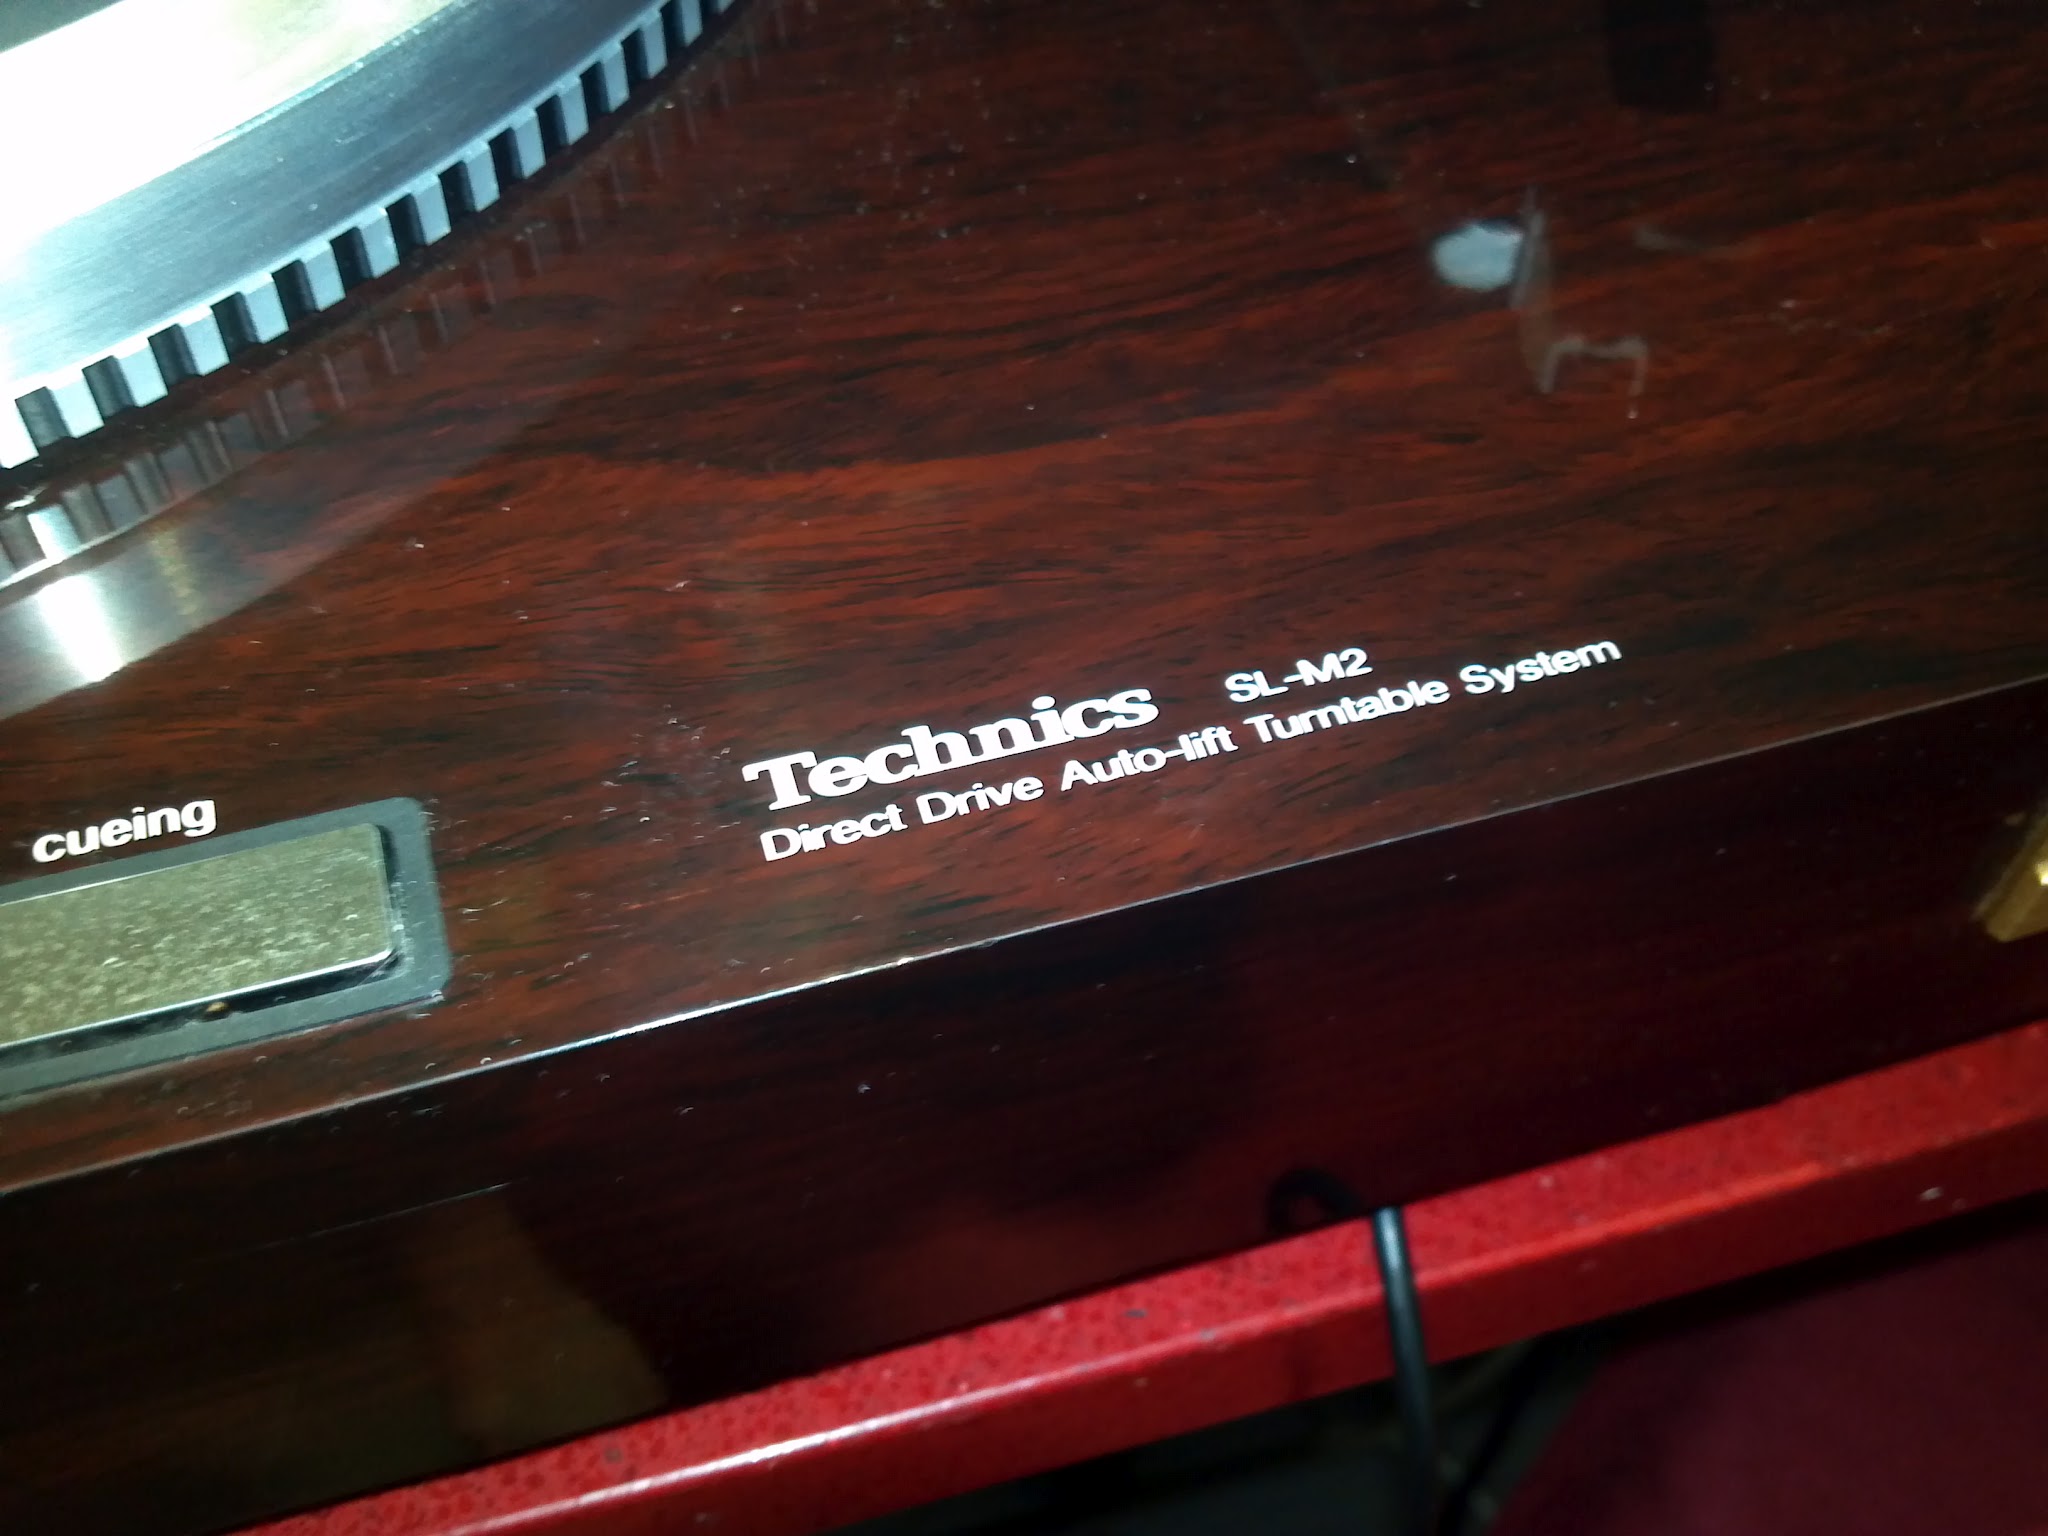 cueing
Technics SL-M2
Direct Drive Auto-lift Turntable System